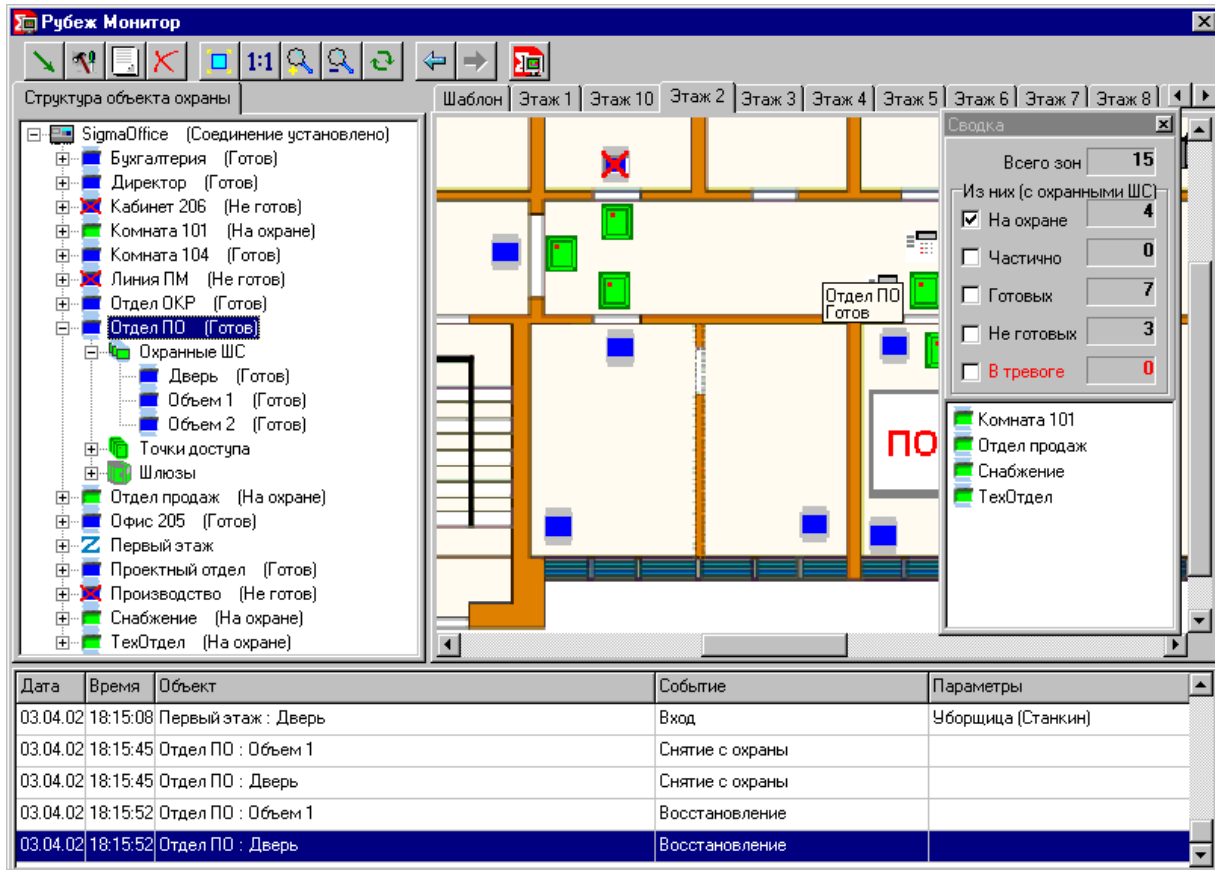 Рубеж Монитор
1:1
Структура объекта охраны
Шаблон Этаж 1 Этаж 10 Этаж 2 Этаж 3 Этаж 4 Этаж 5 Этаж 6 Этаж 7 Этаж 8
SigmaOffice (Соединение установлено)
Бухгалтерия (Готов)
Директор (Готов)
Кабинет 206 (Не готов)
Комната 101 (На охране)
Комната 104 (Готов)
Линия ПМ (Не готов)
Отдел ОКР (Готов)
Отдел ПО (Готов)
Охранные ШС
Дверь (Готов)
Объем 1 (Готов)
Объем 2 (Готов)
Точки доступа
Шлюзы
Отдел продаж (На охране)
Офис 205 (Готов)
Первый этаж
Проектный отдел (Готов)
Производство (Не готов)
Снабжение (На охране)
ТехОтдел (На охране)
Отдел ПО
Готов
ПО
Сводка
Всего зон 15
Из них (с охранными ШС)
На охране 4
Частично 0
Готовых 7
Не готовых 3
В тревоге 0
Комната 101
Отдел продаж
Снабжение
ТехОтдел
Дата Время Объект Событие Параметры
03.04.02 18:15:08 Первый этаж : Дверь Вход Уборщица (Станкин)
03.04.02 18:15:45 Отдел ПО : Объем 1 Снятие с охраны
03.04.02 18:15:45 Отдел ПО : Дверь Снятие с охраны
03.04.02 18:15:52 Отдел ПО : Объем 1 Восстановление
03.04.02 18:15:52 Отдел ПО : Дверь Восстановление